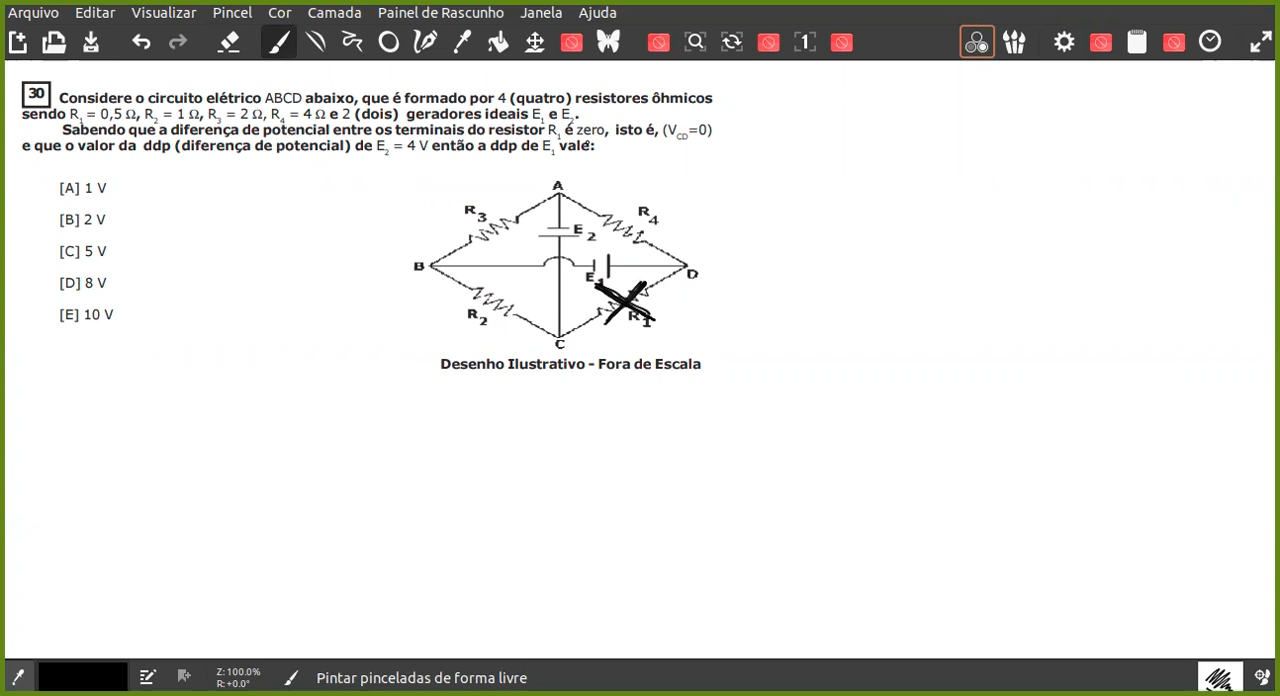 Arquivo Editar Visualizar Pincel Cor Camada Painel de Rascunho Janela Ajuda
30 Considere o circuito elétrico ABCD abaixo, que é formado por 4 (quatro) resistores ôhmicos
sendo R1 = 0,5 Ω, R2 = 1 Ω, R3 = 2 Ω, R4 = 4 Ω e 2 (dois) geradores ideais E1 e E2.
Sabendo que a diferença de potencial entre os terminais do resistor R1 é zero, isto é, (VCD=0)
e que o valor da ddp (diferença de potencial) de E2 = 4 V então a ddp de E1 vale:
[A] 1 V
[B] 2 V
[C] 5 V
[D] 8 V
[E] 10 V
A
R3
R4
E2
B
E1
D
R2
R1
C
Desenho Ilustrativo - Fora de Escala
Z: 100.0%
R: +0.0°
Pintar pinceladas de forma livre